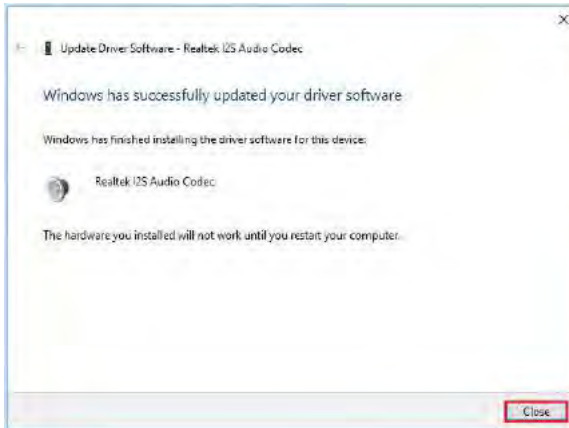 Update Driver Software - Realtek I2S Audio Codec
Windows has successfully updated your driver software
Windows has finished installing the driver software for this device:
Realtek I2S Audio Codec
The hardware you installed will not work until you restart your computer.
Close